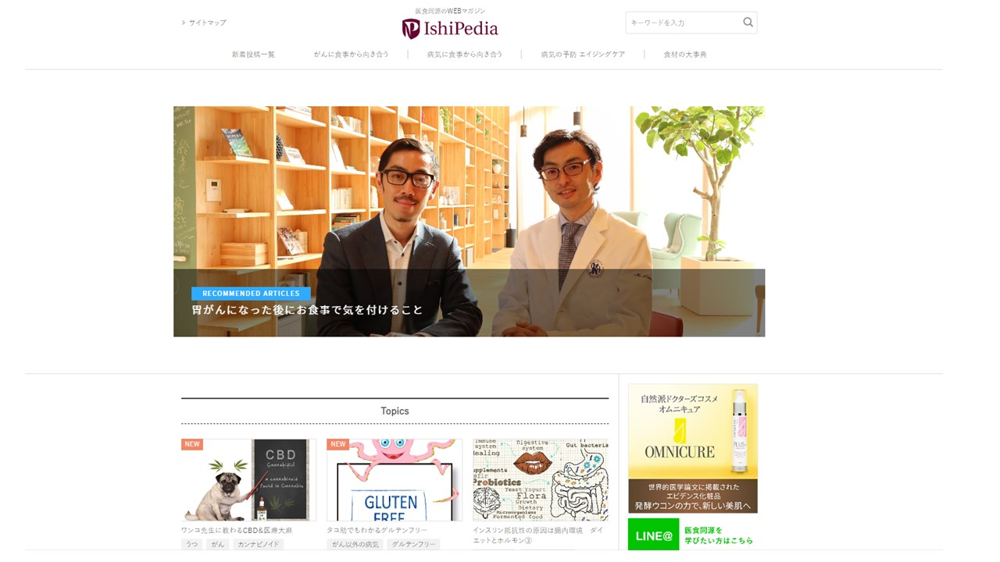 医食同源のWEBマガジン
> サイトマップ
IshiPedia
キーワードを入力
新着投稿一覧
がんに食事から向き合う
病気に食事から向き合う
病気の予防 エイジングケア
食材の大事典
RECOMMENDED ARTICLES
胃がんになった後にお食事で気を付けること
Topics
NEW
CBD
Cannabidiol
a cannabinoid
found in Cannabis
ワンコ先生に教わるCBD&医療大麻
うつ
がん
カンナビノイド
NEW
GLUTEN
FREE
タコ助でもわかるグルテンフリー
がん以外の病気
グルテンフリー
system
Healing
Digestive
system
Gut bacteria
Probiotics
Yeast Yogurt
Flora
Growth
Dietary
Microorganisms
Fermented food
インスリン抵抗性の原因は腸内環境 ダイ
エットとホルモン②
自然派ドクターズコスメ
オムニキュア
OMNICURE
PLUS+
世界的医学論文に掲載された
エビデンス化粧品
発酵ウコンの力で、新しい美肌へ
LINE@
医食同源を
学びたい方はこちら